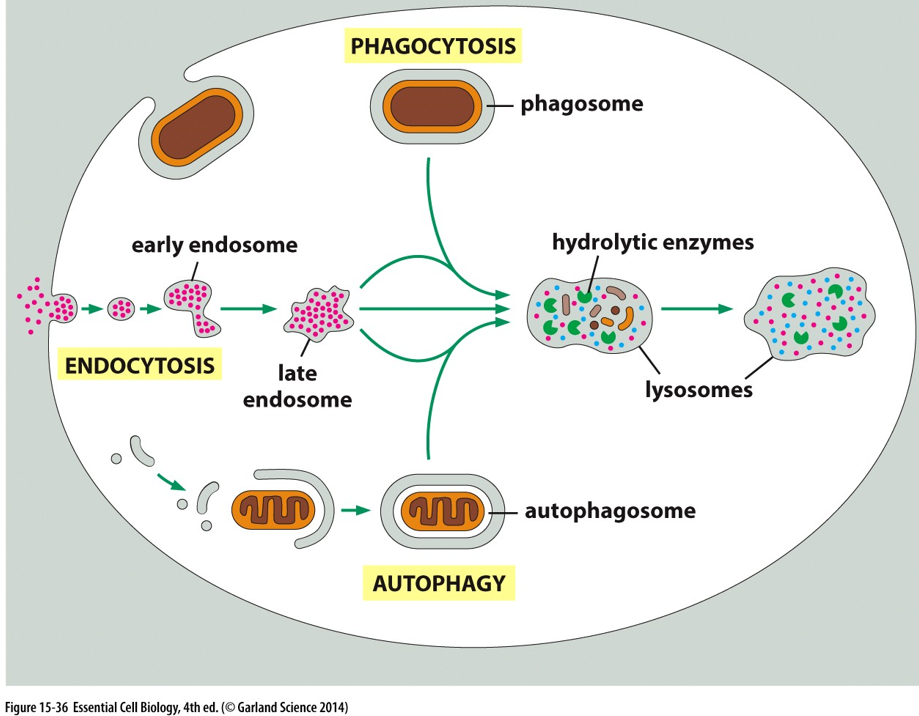 PHAGOCYTOSIS
phagosome
early endosome
hydrolytic enzymes
ENDOCYTOSIS
late
endosome
lysosomes
autophagosome
AUTOPHAGY
Figure 15-36 Essential Cell Biology, 4th ed. (© Garland Science 2014)